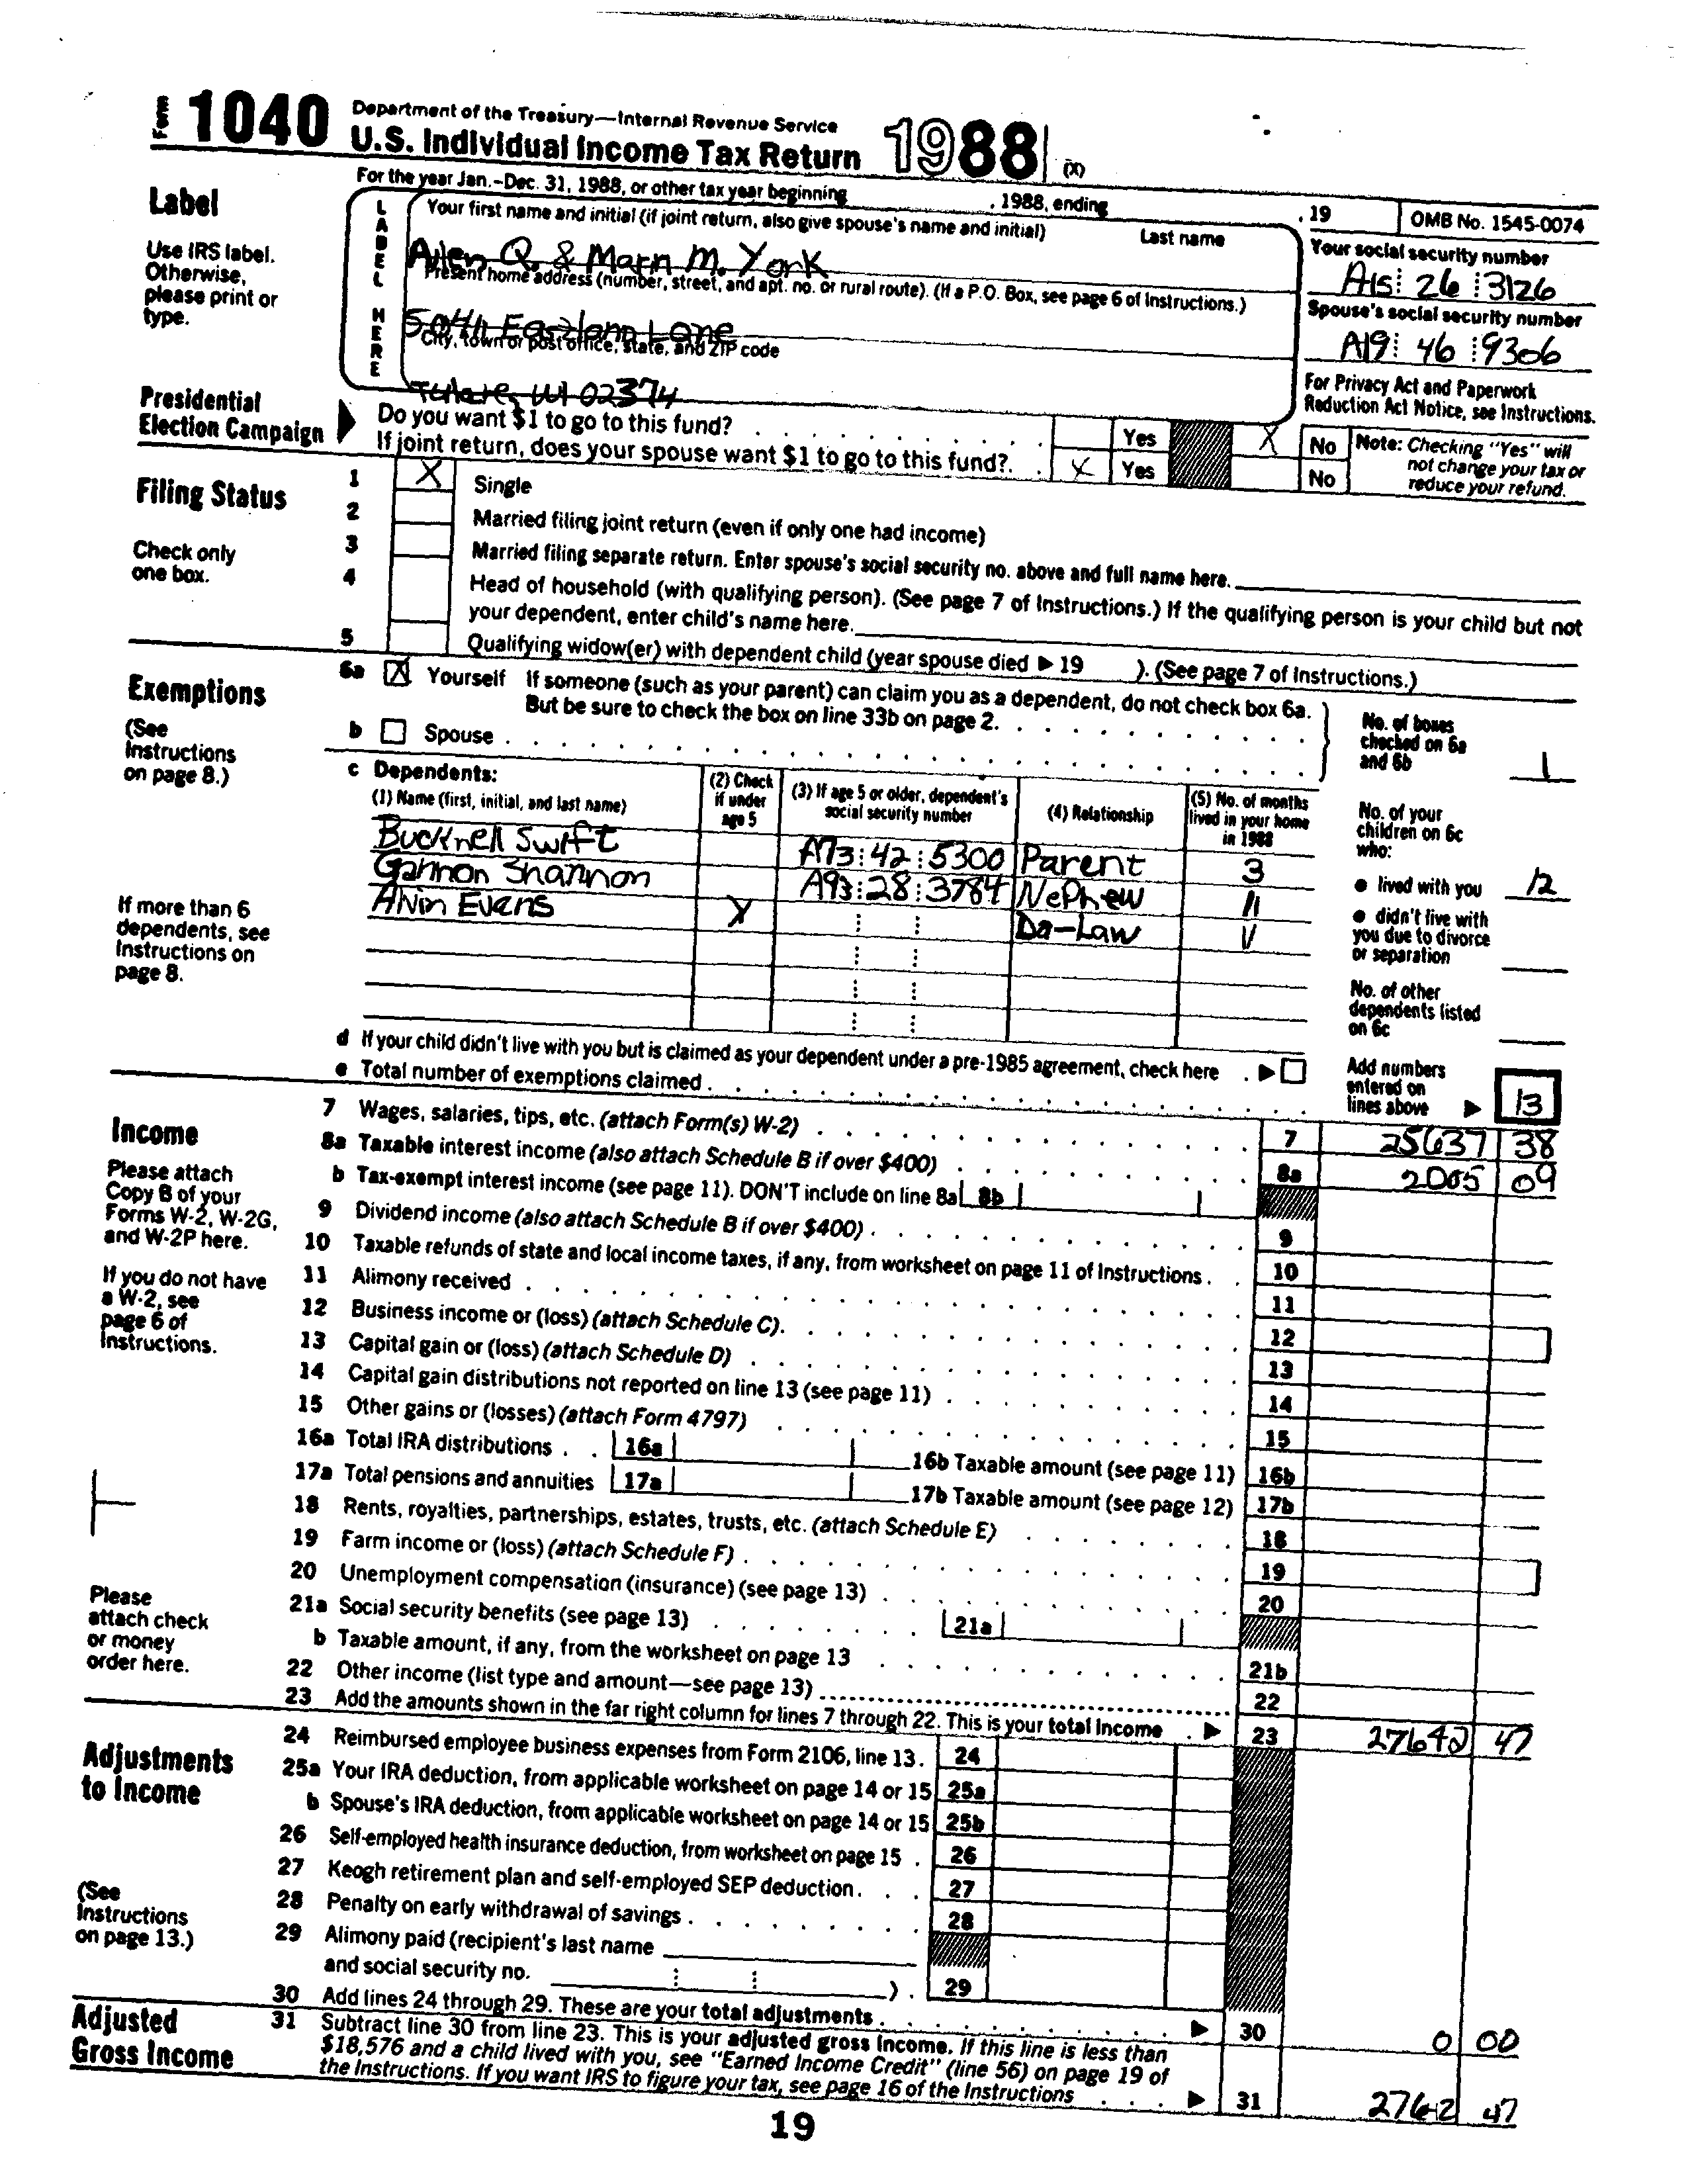 Form 1040 Department of the Treasury—Internal Revenue Service
U.S. Individual Income Tax Return 1988 (X)
For the year Jan.–Dec. 31, 1988, or other tax year beginning , 1988, ending , 19 OMB No. 1545-0074
Label
Use IRS label.
Otherwise,
please print or
type.
LABEL HERE
Your first name and initial (if joint return, also give spouse's name and initial) Last name
Q. & M. York
Present home address (number, street, and apt. no. or rural route). (If a P.O. Box, see page 6 of Instructions.)
Lane
City, town or post office, state, and ZIP code
02374
Your social security number
A15 26 3126
Spouse's social security number
A19 46 9306
For Privacy Act and Paperwork
Reduction Act Notice, see Instructions.
Presidential
Election Campaign
Do you want $1 to go to this fund? Yes X No
If joint return, does your spouse want $1 to go to this fund? X Yes No
Note: Checking "Yes" will
not change your tax or
reduce your refund.
Filing Status
Check only
one box.
1 X Single
2 Married filing joint return (even if only one had income)
3 Married filing separate return. Enter spouse's social security no. above and full name here.
4 Head of household (with qualifying person). (See page 7 of Instructions.) If the qualifying person is your child but not
your dependent, enter child's name here.
5 Qualifying widow(er) with dependent child (year spouse died ▶ 19 ). (See page 7 of Instructions.)
Exemptions
(See
Instructions
on page 8.)
If more than 6
dependents, see
Instructions on
page 8.
6a X Yourself If someone (such as your parent) can claim you as a dependent, do not check box 6a.
But be sure to check the box on line 33b on page 2.
b Spouse
No. of boxes
checked on 6a
and 6b 1
c Dependents:
(1) Name (first, initial, and last name)
(2) Check
if under
age 5
(3) If age 5 or older, dependent's
social security number
(4) Relationship
(5) No. of months
lived in your home
in 1988
Bucknell Swift A73 42 5300 Parent 3
Gannon Shannon A93 28 3784 Nephew 11
Alvin Evans X Da-Law
No. of your
children on 6c
who:
● lived with you 12
● didn't live with
you due to divorce
or separation
No. of other
dependents listed
on 6c
d If your child didn't live with you but is claimed as your dependent under a pre-1985 agreement, check here ▶
e Total number of exemptions claimed
Add numbers
entered on
lines above ▶ 13
Income
Please attach
Copy B of your
Forms W-2, W-2G,
and W-2P here.
If you do not have
a W-2, see
page 6 of
Instructions.
Please
attach check
or money
order here.
7 Wages, salaries, tips, etc. (attach Form(s) W-2) 7 25637 38
8a Taxable interest income (also attach Schedule B if over $400) 8a 2005 09
b Tax-exempt interest income (see page 11). DON'T include on line 8a 8b
9 Dividend income (also attach Schedule B if over $400) 9
10 Taxable refunds of state and local income taxes, if any, from worksheet on page 11 of Instructions 10
11 Alimony received 11
12 Business income or (loss) (attach Schedule C) 12
13 Capital gain or (loss) (attach Schedule D) 13
14 Capital gain distributions not reported on line 13 (see page 11) 14
15 Other gains or (losses) (attach Form 4797) 15
16a Total IRA distributions 16a 16b Taxable amount (see page 11) 16b
17a Total pensions and annuities 17a 17b Taxable amount (see page 12) 17b
18 Rents, royalties, partnerships, estates, trusts, etc. (attach Schedule E) 18
19 Farm income or (loss) (attach Schedule F) 19
20 Unemployment compensation (insurance) (see page 13) 20
21a Social security benefits (see page 13) 21a
b Taxable amount, if any, from the worksheet on page 13 21b
22 Other income (list type and amount—see page 13) 22
23 Add the amounts shown in the far right column for lines 7 through 22. This is your total income ▶ 23 27642 47
Adjustments
to Income
(See
Instructions
on page 13.)
24 Reimbursed employee business expenses from Form 2106, line 13 24
25a Your IRA deduction, from applicable worksheet on page 14 or 15 25a
b Spouse's IRA deduction, from applicable worksheet on page 14 or 15 25b
26 Self-employed health insurance deduction, from worksheet on page 15 26
27 Keogh retirement plan and self-employed SEP deduction 27
28 Penalty on early withdrawal of savings 28
29 Alimony paid (recipient's last name
and social security no. ) 29
30 Add lines 24 through 29. These are your total adjustments ▶ 30 0 00
Adjusted
Gross Income
31 Subtract line 30 from line 23. This is your adjusted gross income. If this line is less than
$18,576 and a child lived with you, see "Earned Income Credit" (line 56) on page 19 of
the Instructions. If you want IRS to figure your tax, see page 16 of the Instructions ▶ 31 27642 47
19